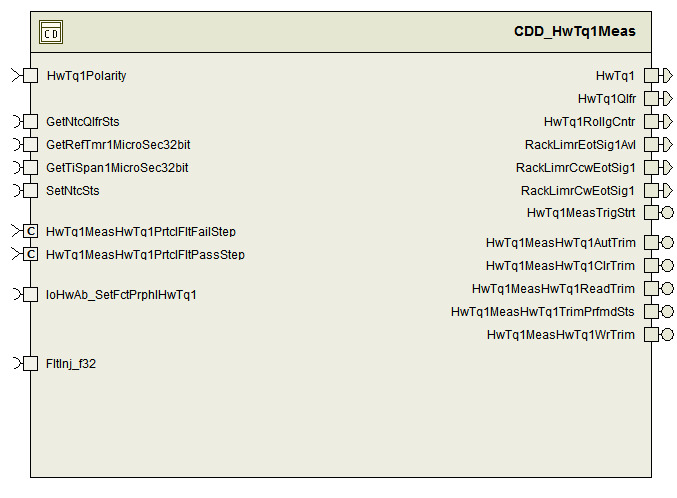 CD
CDD_HwTq1Meas
HwTq1Polarity
HwTq1
HwTq1Qlfr
GetNtcQlfrSts
HwTq1RollgCntr
GetRefTmr1MicroSec32bit
RackLimrEotSig1Avl
GetTiSpan1MicroSec32bit
RackLimrCcwEotSig1
SetNtcSts
RackLimrCwEotSig1
HwTq1MeasTrigStrt
C
HwTq1MeasHwTq1PrtclFltFailStep
HwTq1MeasHwTq1AutTrim
C
HwTq1MeasHwTq1PrtclFltPassStep
HwTq1MeasHwTq1ClrTrim
HwTq1MeasHwTq1ReadTrim
IoHwAb_SetFctPrphlHwTq1
HwTq1MeasHwTq1TrimPrfmdSts
HwTq1MeasHwTq1WrTrim
FltInj_f32